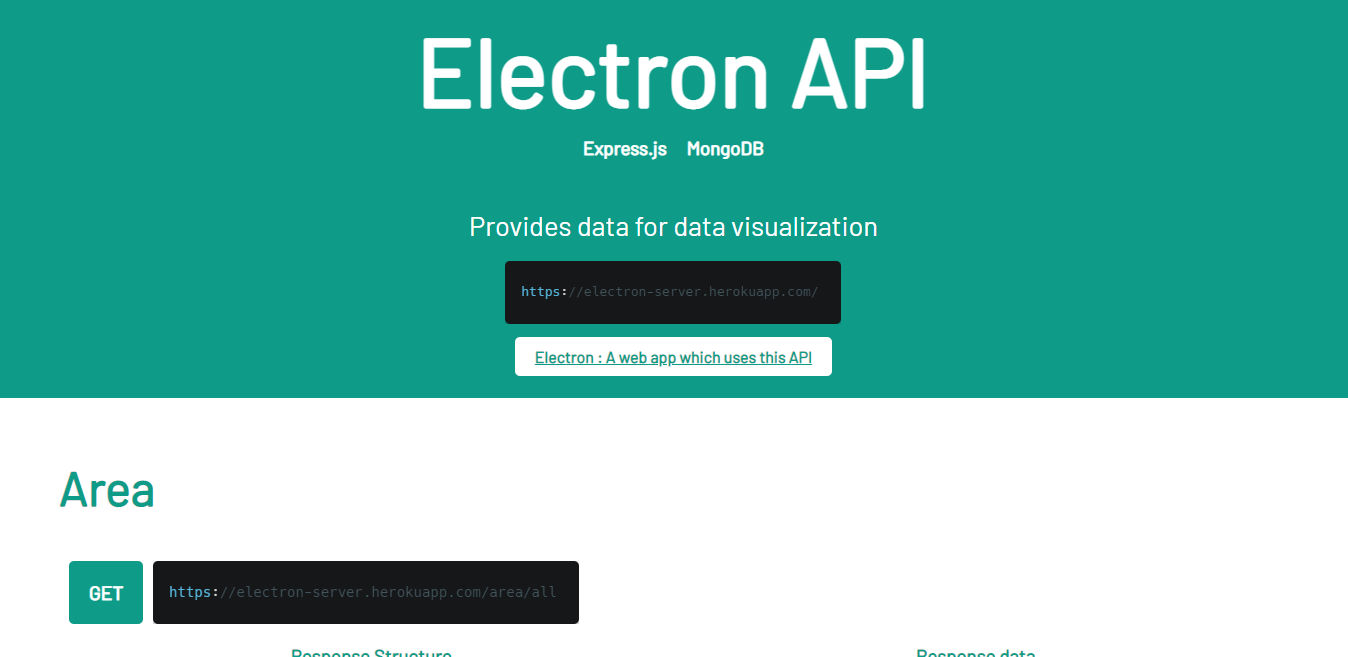 Electron API
Express.js MongoDB
Provides data for data visualization
https://electron-server.herokuapp.com/
Electron : A web app which uses this API
Area
GET https://electron-server.herokuapp.com/area/all
Response Structure Response data